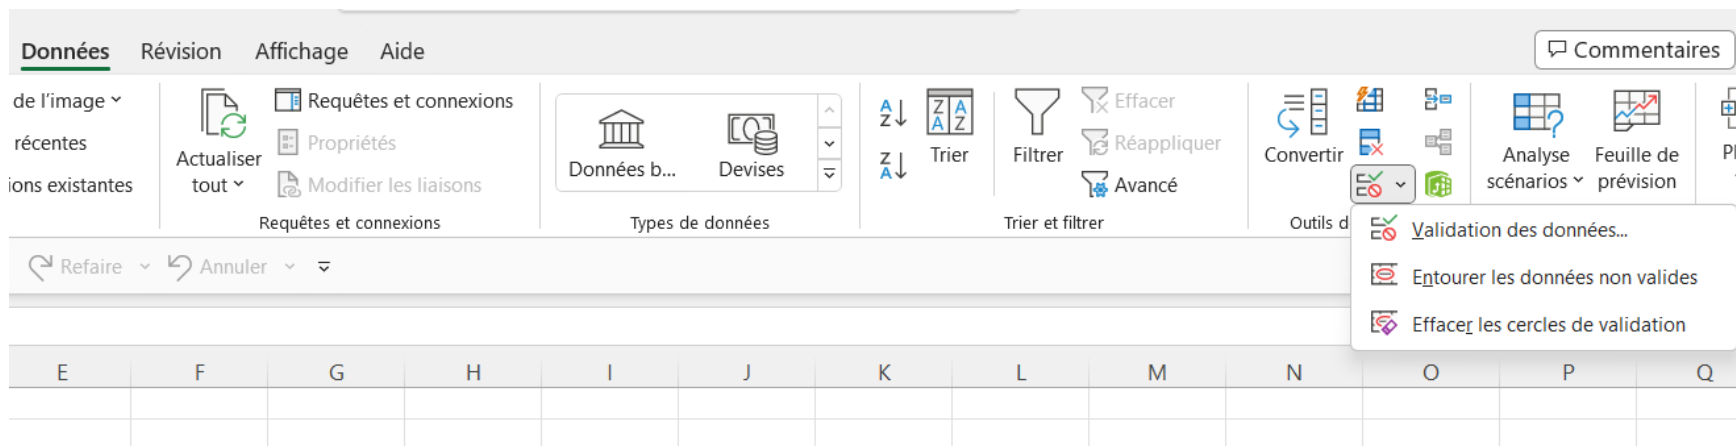 Données Révision Affichage Aide
Commentaires
de l'image
récentes
ions existantes
Actualiser
tout
Requêtes et connexions
Propriétés
Modifier les liaisons
Requêtes et connexions
Données b...
Devises
Types de données
Trier
Filtrer
Effacer
Réappliquer
Avancé
Trier et filtrer
Convertir
Outils d
Analyse
scénarios
Feuille de
prévision
Validation des données...
Entourer les données non valides
Effacer les cercles de validation
Refaire Annuler
E F G H I J K L M N O P Q